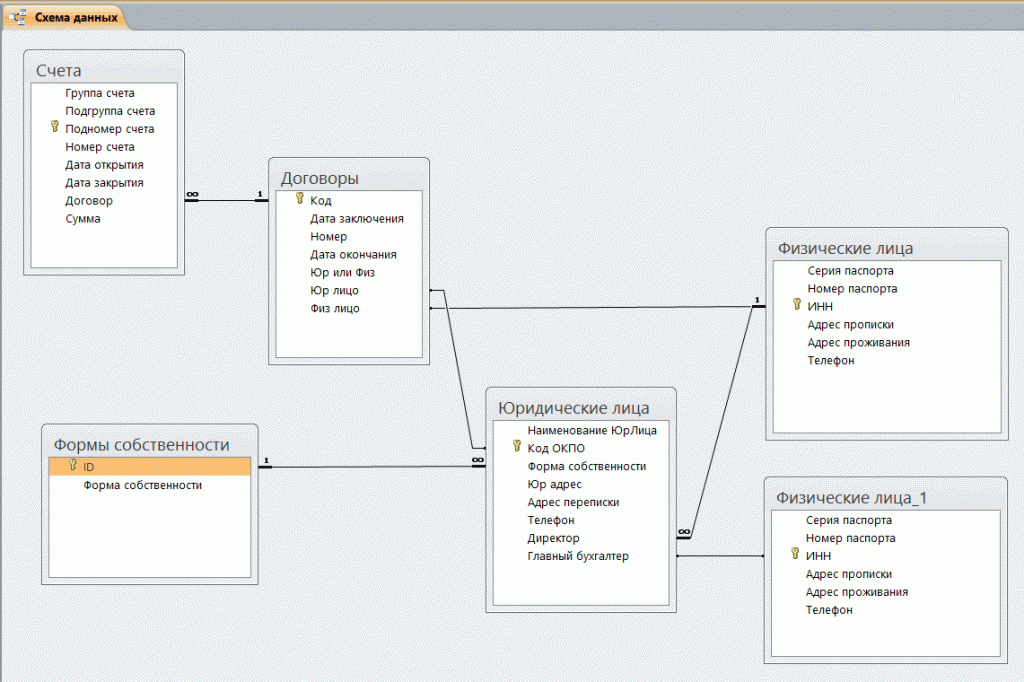 Схема данных
Счета
Группа счета
Подгруппа счета
Подномер счета
Номер счета
Дата открытия
Дата закрытия
Договор
Сумма
∞ 1
Договоры
Код
Дата заключения
Номер
Дата окончания
Юр или Физ
Юр лицо
Физ лицо
1
Физические лица
Серия паспорта
Номер паспорта
ИНН
Адрес прописки
Адрес проживания
Телефон
Формы собственности
ID
Форма собственности
1 ∞
Юридические лица
Наименование ЮрЛица
Код ОКПО
Форма собственности
Юр адрес
Адрес переписки
Телефон
Директор
Главный бухгалтер
∞
Физические лица_1
Серия паспорта
Номер паспорта
ИНН
Адрес прописки
Адрес проживания
Телефон